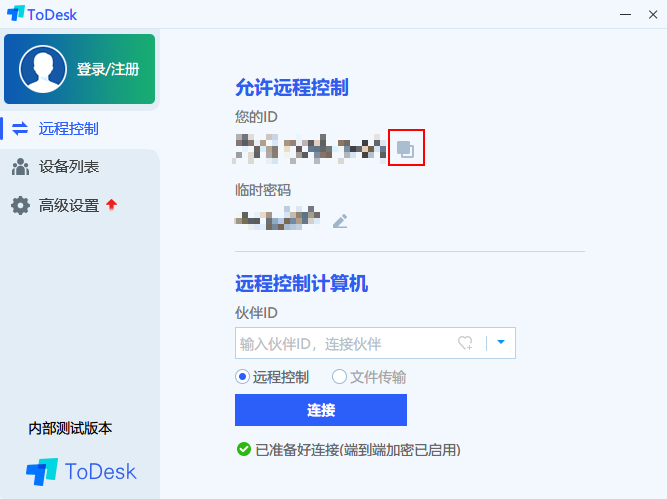 ToDesk
登录/注册
远程控制
设备列表
高级设置
内部测试版本
ToDesk
允许远程控制
您的ID
临时密码
远程控制计算机
伙伴ID
输入伙伴ID，连接伙伴
远程控制 文件传输
连接
已准备好连接(端到端加密已启用)